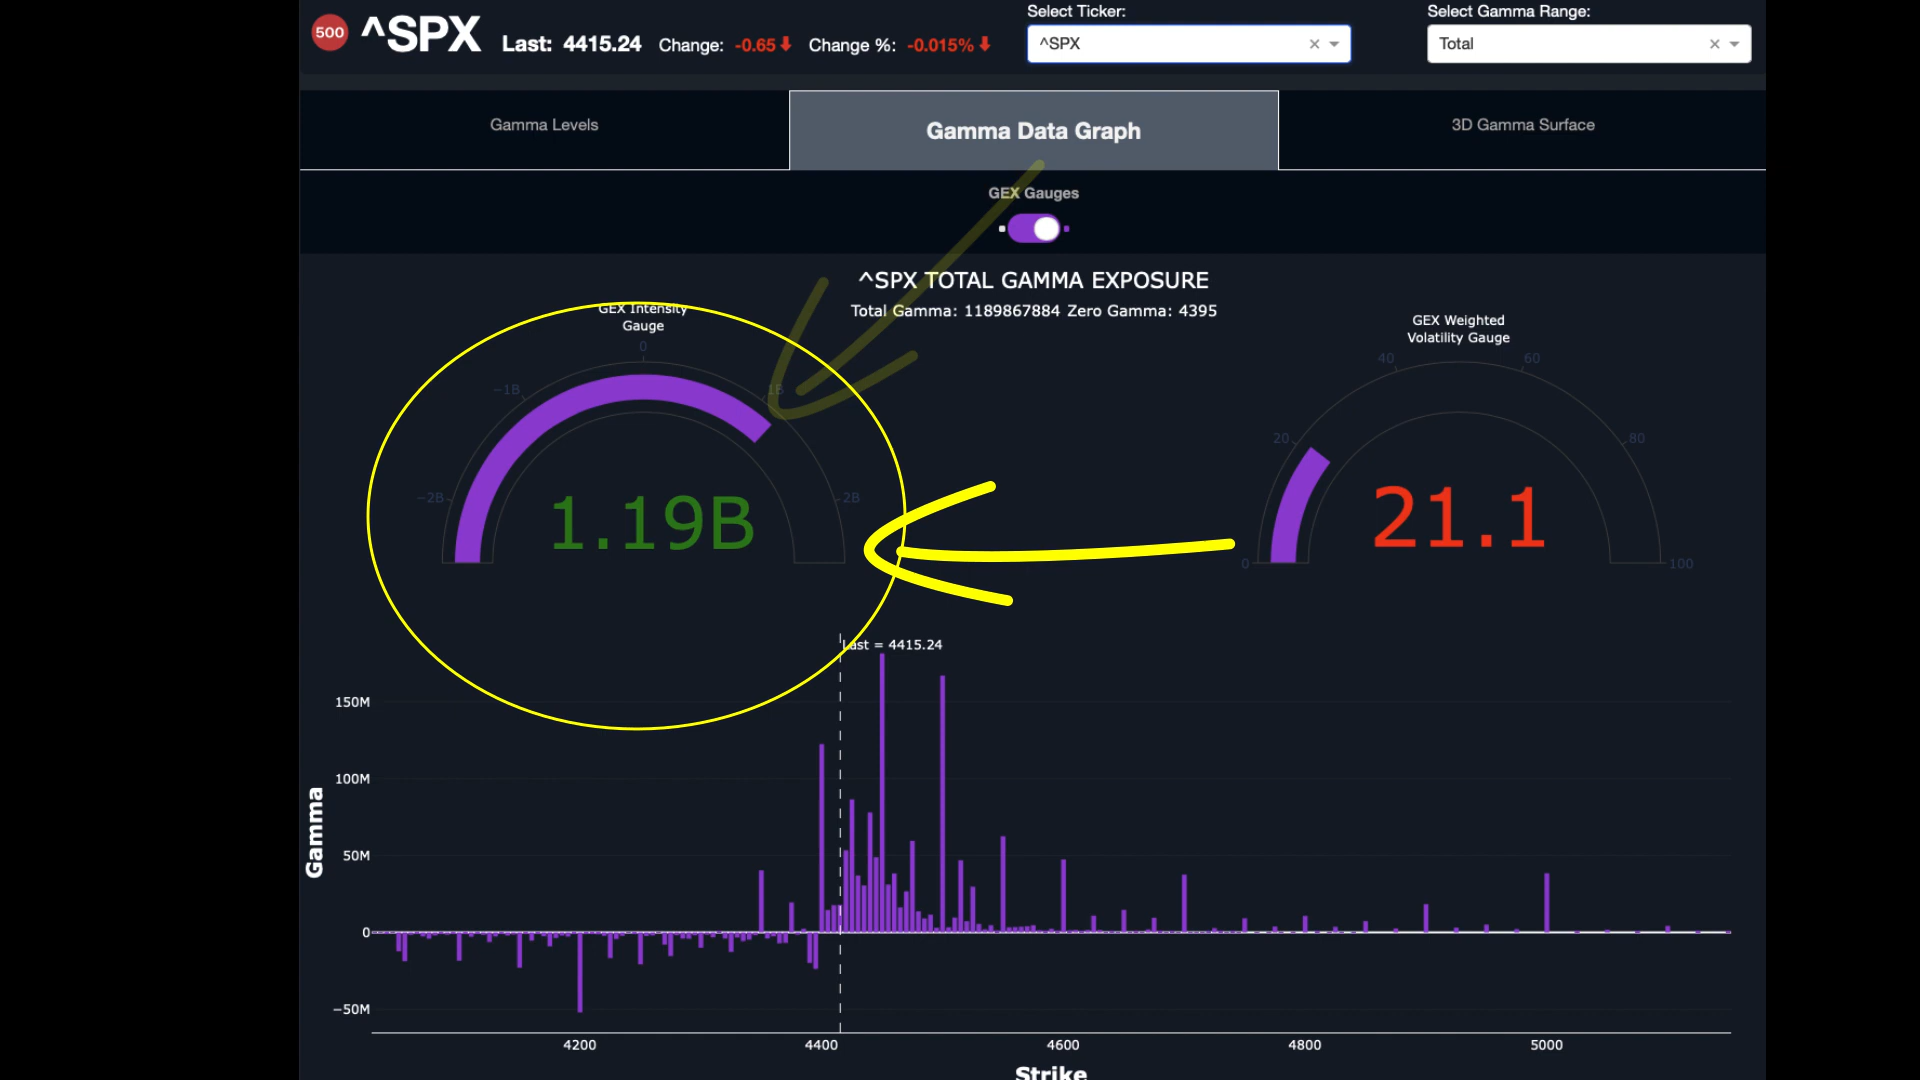 500 ^SPX Last: 4415.24 Change: -0.65 Change %: -0.015%
Select Ticker:
^SPX
Select Gamma Range:
Total
Gamma Levels
Gamma Data Graph
3D Gamma Surface
GEX Gauges
^SPX TOTAL GAMMA EXPOSURE
Total Gamma: 1189867884 Zero Gamma: 4395
GEX Intensity
Gauge
−2B
−1B
0
1B
2B
1.19B
GEX Weighted
Volatility Gauge
0
20
40
60
80
100
21.1
Last = 4415.24
Gamma
150M
100M
50M
0
−50M
4200
4400
4600
4800
5000
Strike